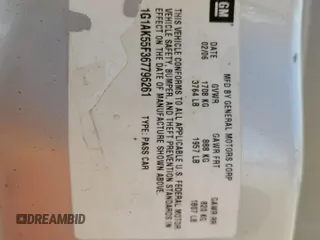 GM
MFD BY GENERAL MOTORS CORP
DATE GVWR GAWR FRT GAWR RR
02/06 1708 KG 888 KG 820 KG
3764 LB 1957 LB 1807 LB
THIS VEHICLE CONFORMS TO ALL APPLICABLE U.S. FEDERAL MOTOR
VEHICLE SAFETY, BUMPER, AND THEFT PREVENTION STANDARDS IN
EFFECT ON THE DATE OF MANUFACTURE SHOWN ABOVE.
1G1AK55F367796261 TYPE: PASS CAR
DREAMBID